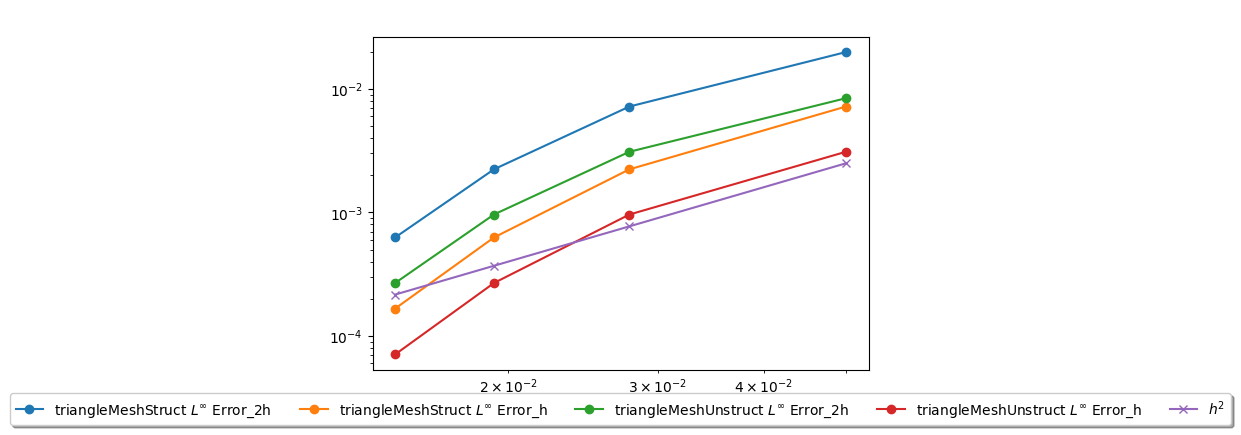 10⁻²
10⁻³
10⁻⁴
2 × 10⁻² 3 × 10⁻² 4 × 10⁻²
triangleMeshStruct L∞ Error_2h triangleMeshStruct L∞ Error_h triangleMeshUnstruct L∞ Error_2h triangleMeshUnstruct L∞ Error_h h²